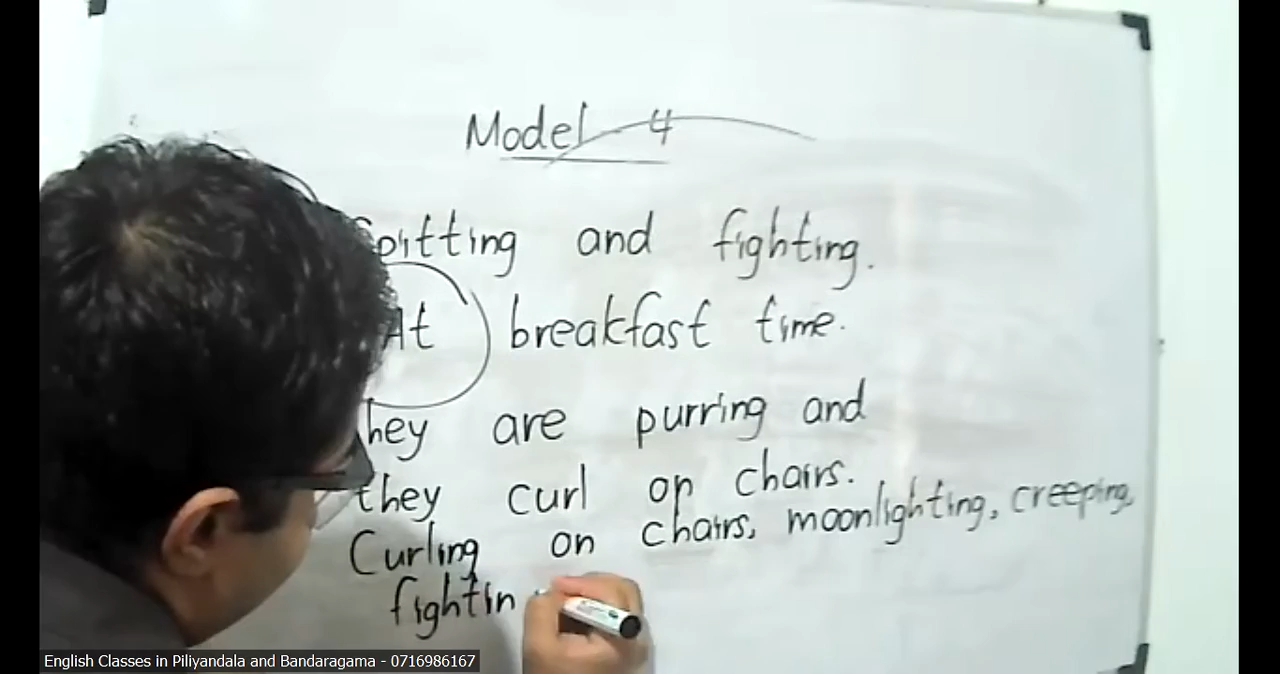 Model - 4
Spitting and fighting.
At breakfast time.
hey are purring and
they curl on chairs.
Curling on chairs, moonlighting, creeping,
fightin
English Classes in Piliyandala and Bandaragama - 0716986167